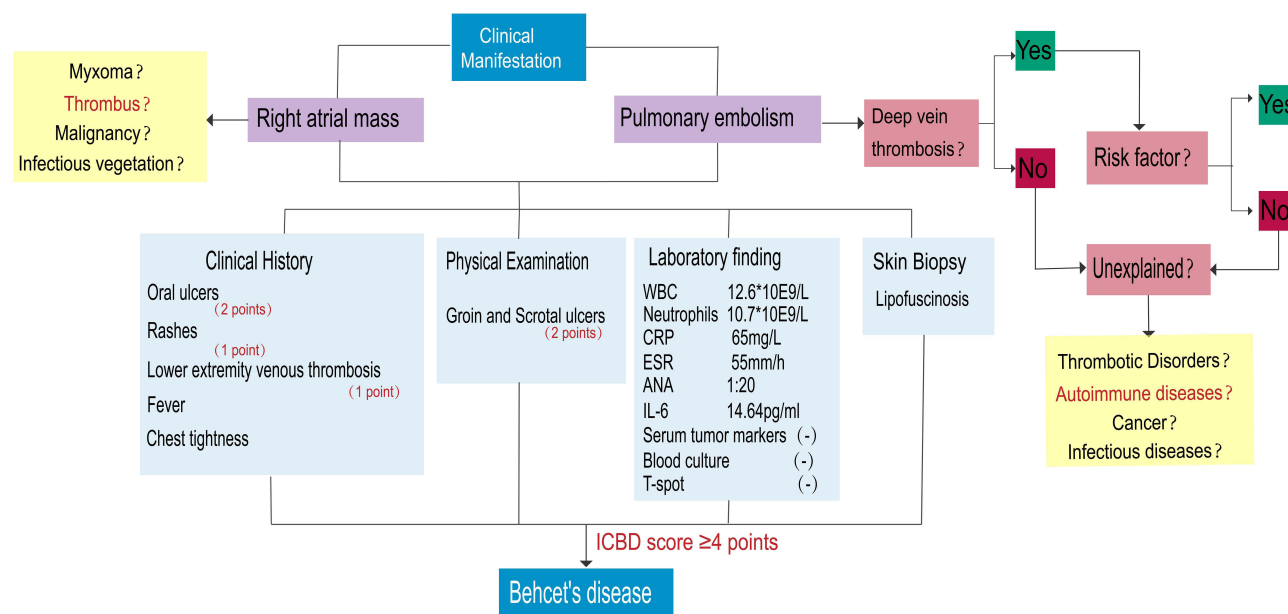 Clinical
Manifestation
Myxoma?
Thrombus?
Malignancy?
Infectious vegetation?
Right atrial mass
Pulmonary embolism
Deep vein
thrombosis?
Yes
No
Risk factor?
Yes
No
Unexplained?
Thrombotic Disorders?
Autoimmune diseases?
Cancer?
Infectious diseases?
Clinical History
Oral ulcers
(2 points)
Rashes
(1 point)
Lower extremity venous thrombosis
(1 point)
Fever
Chest tightness
Physical Examination
Groin and Scrotal ulcers
(2 points)
Laboratory finding
WBC 12.6*10E9/L
Neutrophils 10.7*10E9/L
CRP 65mg/L
ESR 55mm/h
ANA 1:20
IL-6 14.64pg/ml
Serum tumor markers (-)
Blood culture (-)
T-spot (-)
Skin Biopsy
Lipofuscinosis
ICBD score ≥4 points
Behcet's disease